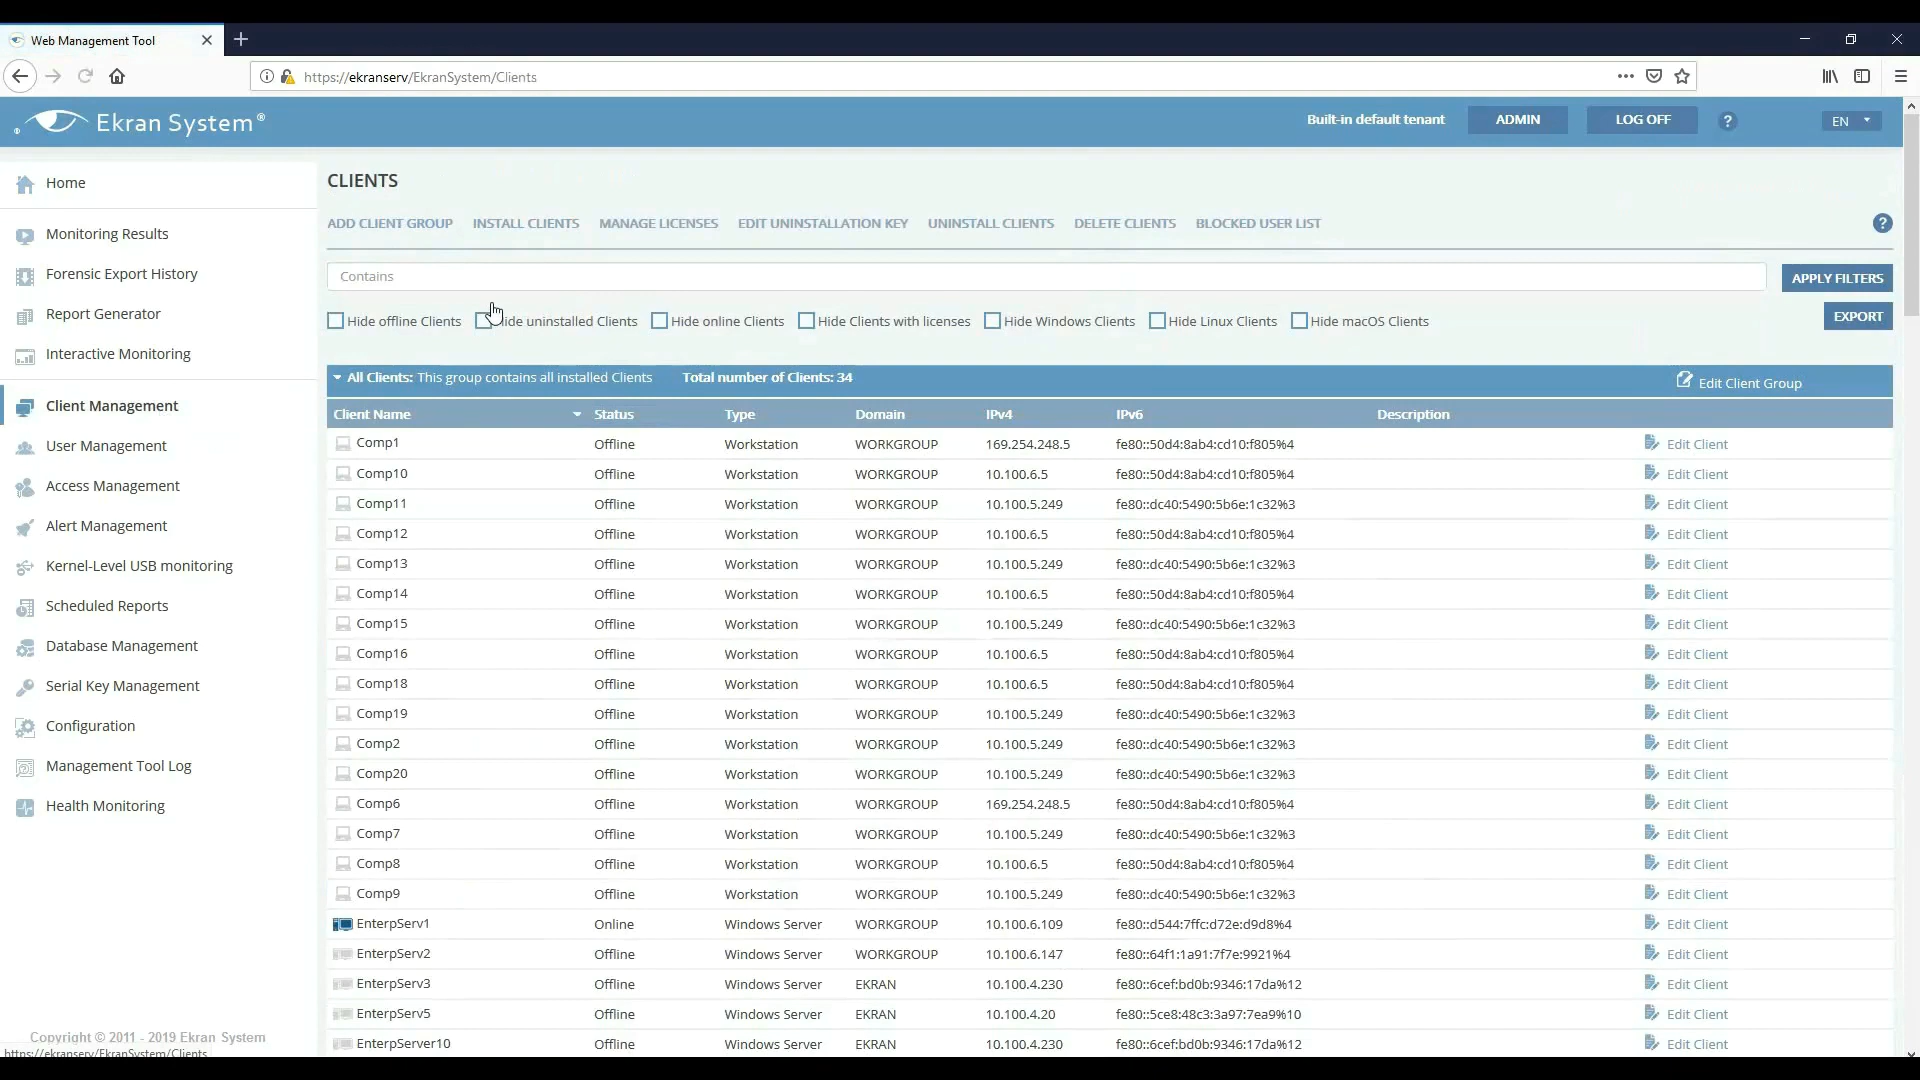 Web Management Tool
https://ekranserv/EkranSystem/Clients
Ekran System®
Built-in default tenant
ADMIN
LOG OFF
?
EN
Home
Monitoring Results
Forensic Export History
Report Generator
Interactive Monitoring
Client Management
User Management
Access Management
Alert Management
Kernel-Level USB monitoring
Scheduled Reports
Database Management
Serial Key Management
Configuration
Management Tool Log
Health Monitoring
Copyright © 2011 - 2019 Ekran System
https://ekranserv/EkranSystem/Clients
CLIENTS
ADD CLIENT GROUP INSTALL CLIENTS MANAGE LICENSES EDIT UNINSTALLATION KEY UNINSTALL CLIENTS DELETE CLIENTS BLOCKED USER LIST ?
Contains APPLY FILTERS
Hide offline Clients Hide uninstalled Clients Hide online Clients Hide Clients with licenses Hide Windows Clients Hide Linux Clients Hide macOS Clients EXPORT
All Clients: This group contains all installed Clients Total number of Clients: 34 Edit Client Group
Client Name Status Type Domain IPv4 IPv6 Description
Comp1 Offline Workstation WORKGROUP 169.254.248.5 fe80::50d4:8ab4:cd10:f805%4 Edit Client
Comp10 Offline Workstation WORKGROUP 10.100.6.5 fe80::50d4:8ab4:cd10:f805%4 Edit Client
Comp11 Offline Workstation WORKGROUP 10.100.5.249 fe80::dc40:5490:5b6e:1c32%3 Edit Client
Comp12 Offline Workstation WORKGROUP 10.100.6.5 fe80::50d4:8ab4:cd10:f805%4 Edit Client
Comp13 Offline Workstation WORKGROUP 10.100.5.249 fe80::dc40:5490:5b6e:1c32%3 Edit Client
Comp14 Offline Workstation WORKGROUP 10.100.6.5 fe80::50d4:8ab4:cd10:f805%4 Edit Client
Comp15 Offline Workstation WORKGROUP 10.100.5.249 fe80::dc40:5490:5b6e:1c32%3 Edit Client
Comp16 Offline Workstation WORKGROUP 10.100.6.5 fe80::50d4:8ab4:cd10:f805%4 Edit Client
Comp18 Offline Workstation WORKGROUP 10.100.6.5 fe80::50d4:8ab4:cd10:f805%4 Edit Client
Comp19 Offline Workstation WORKGROUP 10.100.5.249 fe80::dc40:5490:5b6e:1c32%3 Edit Client
Comp2 Offline Workstation WORKGROUP 10.100.5.249 fe80::dc40:5490:5b6e:1c32%3 Edit Client
Comp20 Offline Workstation WORKGROUP 10.100.5.249 fe80::dc40:5490:5b6e:1c32%3 Edit Client
Comp6 Offline Workstation WORKGROUP 169.254.248.5 fe80::50d4:8ab4:cd10:f805%4 Edit Client
Comp7 Offline Workstation WORKGROUP 10.100.5.249 fe80::dc40:5490:5b6e:1c32%3 Edit Client
Comp8 Offline Workstation WORKGROUP 10.100.6.5 fe80::50d4:8ab4:cd10:f805%4 Edit Client
Comp9 Offline Workstation WORKGROUP 10.100.5.249 fe80::dc40:5490:5b6e:1c32%3 Edit Client
EnterpServ1 Online Windows Server WORKGROUP 10.100.6.109 fe80::d544:7ffc:d72e:d9d8%4 Edit Client
EnterpServ2 Offline Windows Server WORKGROUP 10.100.6.147 fe80::64f1:1a91:7f7e:9921%4 Edit Client
EnterpServ3 Offline Windows Server EKRAN 10.100.4.230 fe80::6cef:bd0b:9346:17da%12 Edit Client
EnterpServ5 Offline Windows Server EKRAN 10.100.4.20 fe80::5ce8:48c3:3a97:7ea9%10 Edit Client
EnterpServer10 Offline Windows Server EKRAN 10.100.4.230 fe80::6cef:bd0b:9346:17da%12 Edit Client